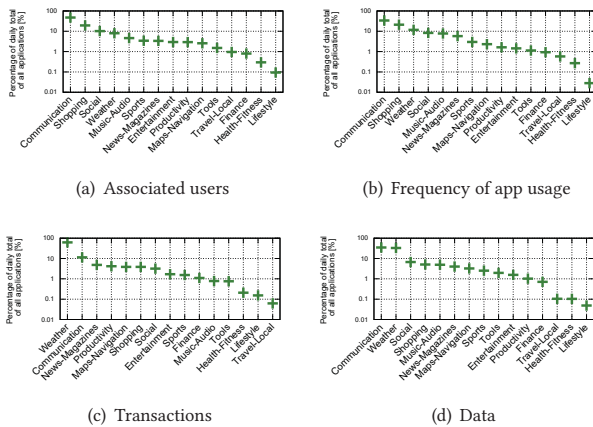 Percentage of daily total
of all applications [%]
100
10
1
0.1
0.01
Communication
Shopping
Social
Weather
Music-Audio
Sports
News-Magazines
Entertainment
Productivity
Maps-Navigation
Tools
Travel-Local
Finance
Health-Fitness
Lifestyle
(a) Associated users
Percentage of daily total
of all applications [%]
100
10
1
0.1
0.01
Communication
Shopping
Weather
Social
Music-Audio
News-Magazines
Sports
Maps-Navigation
Productivity
Entertainment
Tools
Finance
Travel-Local
Health-Fitness
Lifestyle
(b) Frequency of app usage
Percentage of daily total
of all applications [%]
100
10
1
0.1
0.01
Weather
Communication
News-Magazines
Productivity
Maps-Navigation
Shopping
Social
Entertainment
Sports
Finance
Music-Audio
Tools
Health-Fitness
Lifestyle
Travel-Local
(c) Transactions
Percentage of daily total
of all applications [%]
100
10
1
0.1
0.01
Communication
Weather
Social
Shopping
Music-Audio
News-Magazines
Maps-Navigation
Sports
Tools
Entertainment
Productivity
Finance
Travel-Local
Health-Fitness
Lifestyle
(d) Data